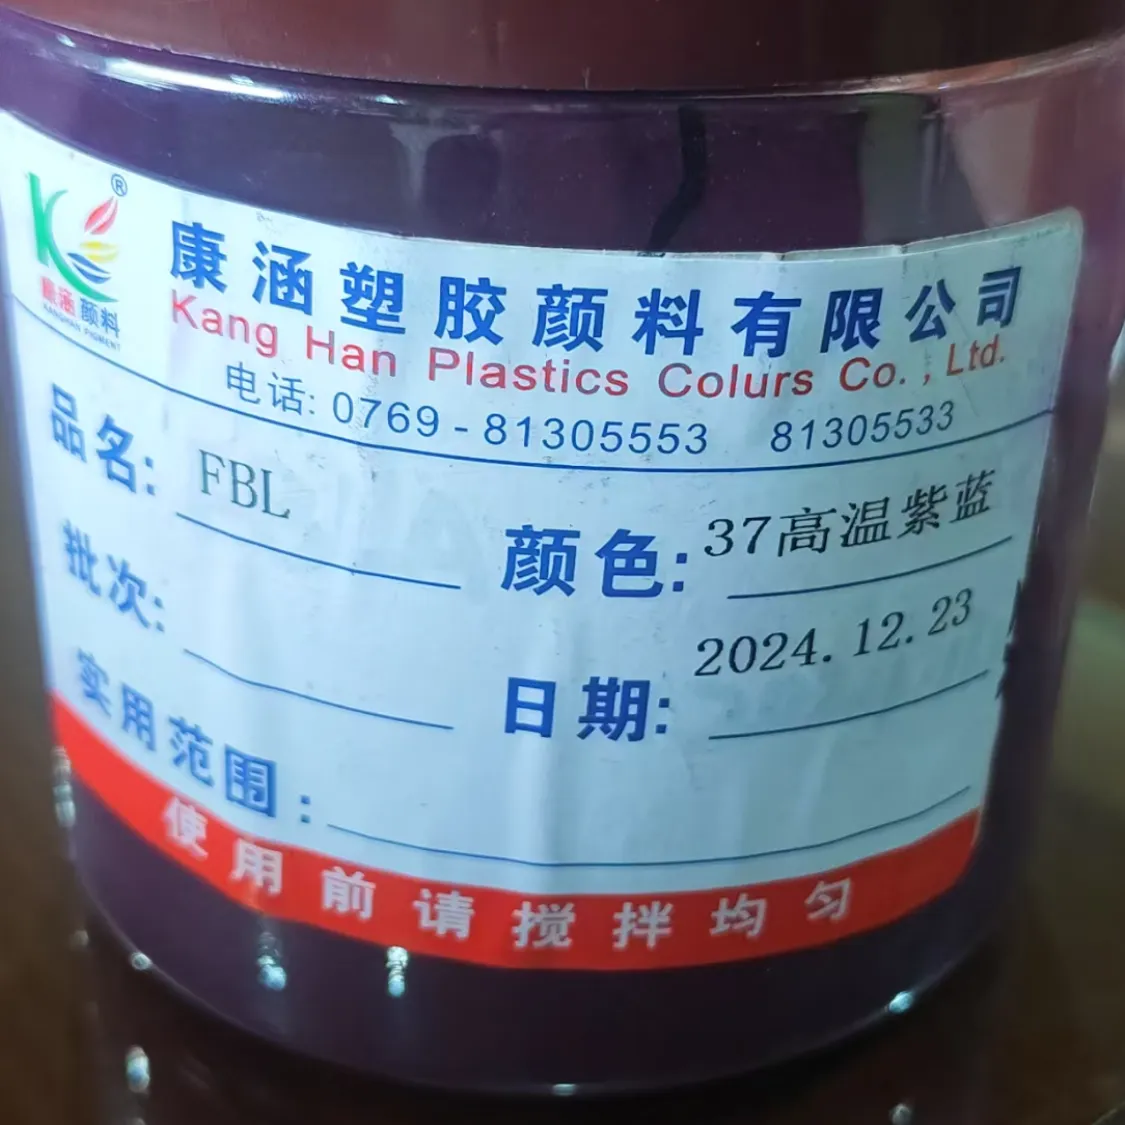 ®
康涵颜料
KANGHAN PIGMENT
康涵塑胶颜料有限公司
Kang Han Plastics Colurs Co., Ltd.
电话: 0769-81305553 81305533
品名: FBL
颜色: 37高温紫蓝
批次:
日期: 2024.12.23
实用范围:
使用前请搅拌均匀